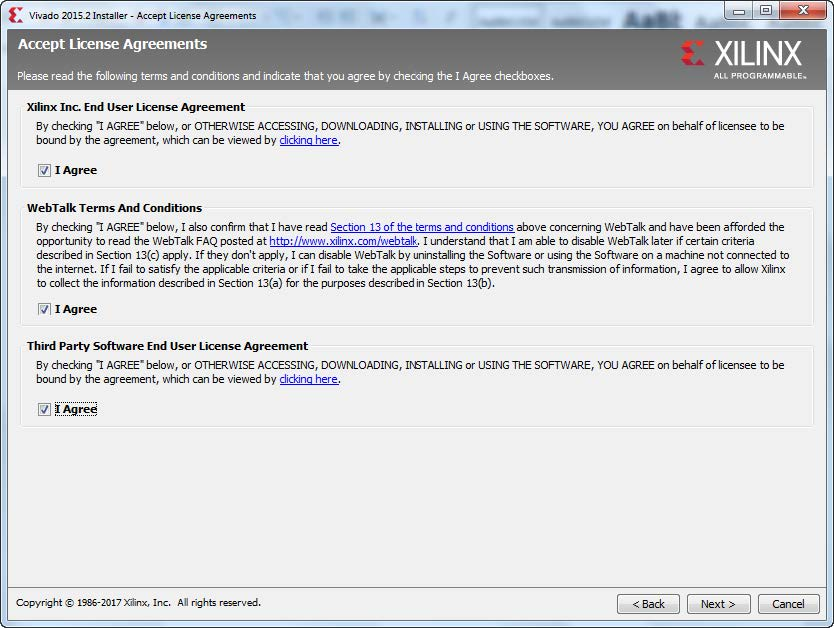 Vivado 2015.2 Installer - Accept License Agreements
Accept License Agreements
Please read the following terms and conditions and indicate that you agree by checking the I Agree checkboxes.
XILINX
ALL PROGRAMMABLE™
Xilinx Inc. End User License Agreement
By checking "I AGREE" below, or OTHERWISE ACCESSING, DOWNLOADING, INSTALLING or USING THE SOFTWARE, YOU AGREE on behalf of licensee to be
bound by the agreement, which can be viewed by clicking here.
I Agree
WebTalk Terms And Conditions
By checking "I AGREE" below, I also confirm that I have read Section 13 of the terms and conditions above concerning WebTalk and have been afforded the
opportunity to read the WebTalk FAQ posted at http://www.xilinx.com/webtalk. I understand that I am able to disable WebTalk later if certain criteria
described in Section 13(c) apply. If they don't apply, I can disable WebTalk by uninstalling the Software or using the Software on a machine not connected to
the internet. If I fail to satisfy the applicable criteria or if I fail to take the applicable steps to prevent such transmission of information, I agree to allow Xilinx
to collect the information described in Section 13(a) for the purposes described in Section 13(b).
I Agree
Third Party Software End User License Agreement
By checking "I AGREE" below, or OTHERWISE ACCESSING, DOWNLOADING, INSTALLING or USING THE SOFTWARE, YOU AGREE on behalf of licensee to be
bound by the agreement, which can be viewed by clicking here.
I Agree
Copyright © 1986-2017 Xilinx, Inc. All rights reserved.
< Back
Next >
Cancel